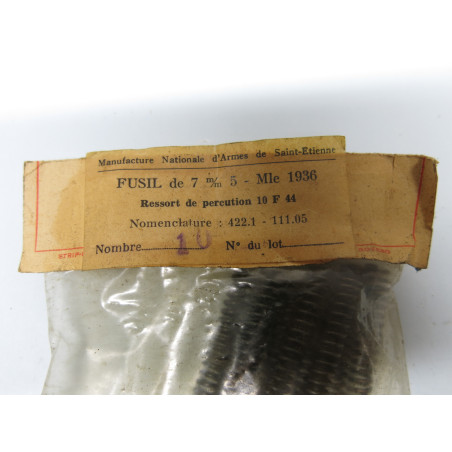 Manufacture Nationale d'Armes de Saint-Etienne
FUSIL de 7 m/m 5 - Mle 1936
Ressort de percution 10 F 44
Nomenclature : 422.1 - 111.05
Nombre 10 N° du lot